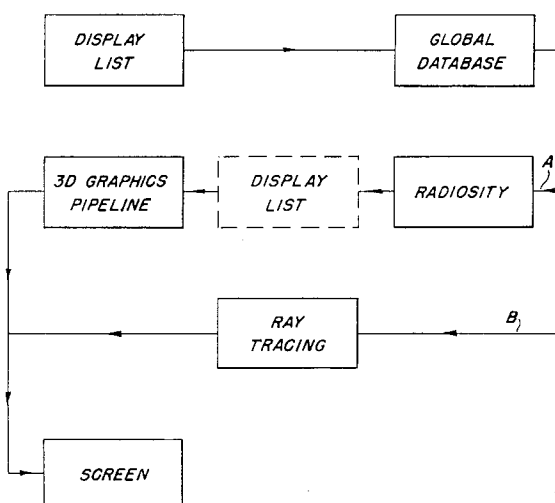 DISPLAY
LIST
GLOBAL
DATABASE
3D GRAPHICS
PIPELINE
DISPLAY
LIST
RADIOSITY
A
RAY
TRACING
B
SCREEN